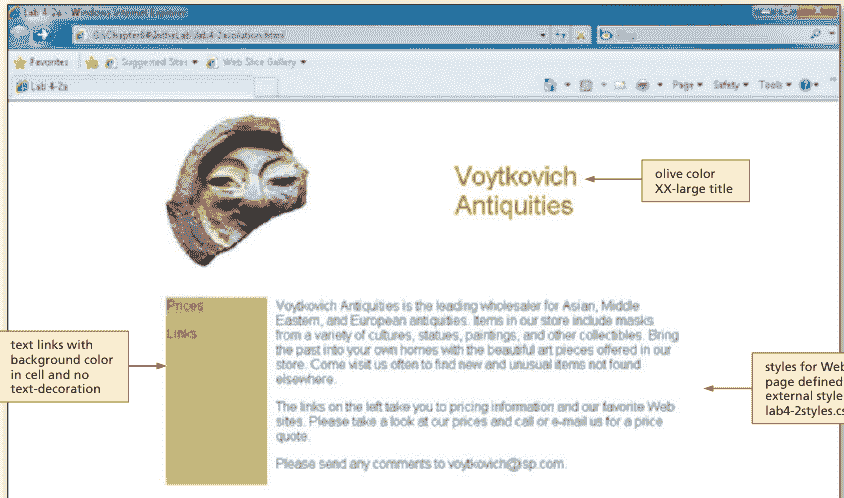 Lab 4-2a - Windows Internet Explorer
Favorites Suggested Sites Web Slice Gallery
Lab 4-2a
Page Safety Tools
Voytkovich
Antiquities
olive color
XX-large title
Prices
Links
Voytkovich Antiquities is the leading wholesaler for Asian, Middle
Eastern, and European antiquities. Items in our store include masks
from a variety of cultures, statues, paintings, and other collectibles. Bring
the past into your own homes with the beautiful art pieces offered in our
store. Come visit us often to find new and unusual items not found
elsewhere.
The links on the left take you to pricing information and our favorite Web
sites. Please take a look at our prices and call or e-mail us for a price
quote.
Please send any comments to voytkovich@isp.com.
text links with
background color
in cell and no
text-decoration
styles for Web
page defined
external style
lab4-2styles.cs